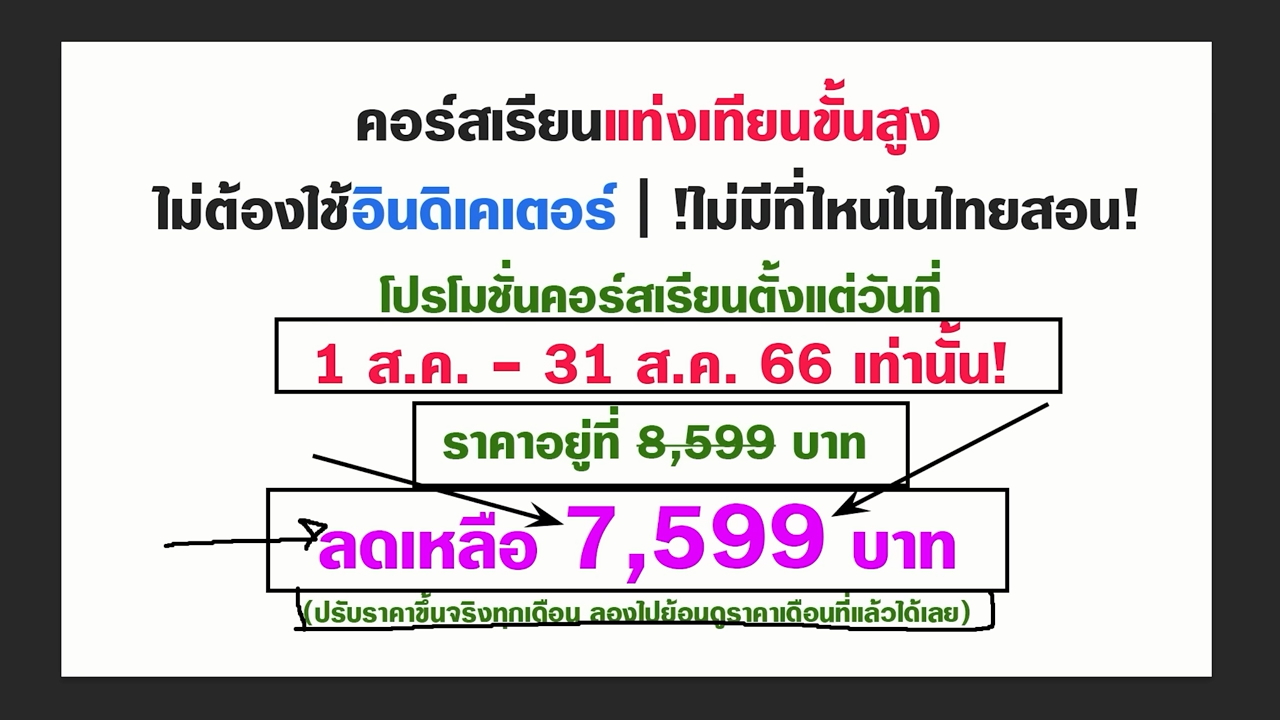 คอร์สเรียนแท่งเทียนขั้นสูง
ไม่ต้องใช้อินดิเคเตอร์ | !ไม่มีที่ไหนในไทยสอน!
โปรโมชั่นคอร์สเรียนตั้งแต่วันที่
1 ส.ค. - 31 ส.ค. 66 เท่านั้น!
ราคาอยู่ที่ 8,599 บาท
ลดเหลือ 7,599 บาท
(ปรับราคาขึ้นจริงทุกเดือน ลองไปย้อนดูราคาเดือนที่แล้วได้เลย)